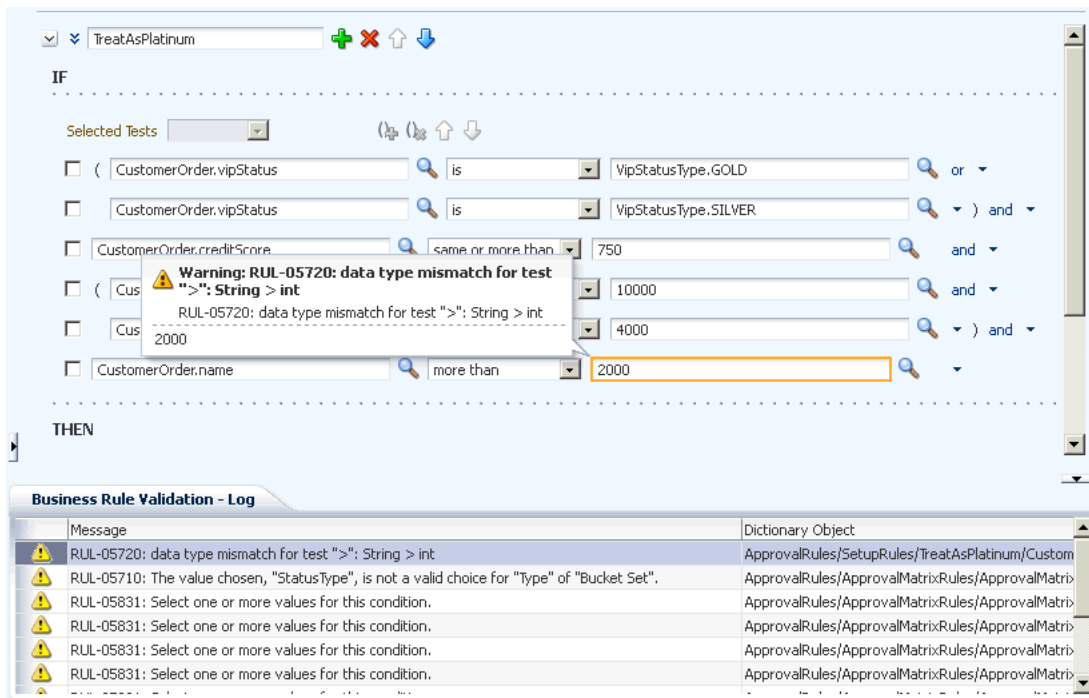 TreatAsPlatinum
IF
Selected Tests
( CustomerOrder.vipStatus is VipStatusType.GOLD or
CustomerOrder.vipStatus is VipStatusType.SILVER ) and
CustomerOrder.creditScore same or more than 750 and
Warning: RUL-05720: data type mismatch for test
">": String > int
RUL-05720: data type mismatch for test ">": String > int
2000
( Cus 10000 and
Cus 4000 ) and
CustomerOrder.name more than 2000
THEN
Business Rule Validation - Log
Message Dictionary Object
RUL-05720: data type mismatch for test ">": String > int ApprovalRules/SetupRules/TreatAsPlatinum/Custom
RUL-05710: The value chosen, "StatusType", is not a valid choice for "Type" of "Bucket Set". ApprovalRules/ApprovalMatrixRules/ApprovalMatrix
RUL-05831: Select one or more values for this condition. ApprovalRules/ApprovalMatrixRules/ApprovalMatrix
RUL-05831: Select one or more values for this condition. ApprovalRules/ApprovalMatrixRules/ApprovalMatrix
RUL-05831: Select one or more values for this condition. ApprovalRules/ApprovalMatrixRules/ApprovalMatrix
RUL-05831: Select one or more values for this condition. ApprovalRules/ApprovalMatrixRules/ApprovalMatrix